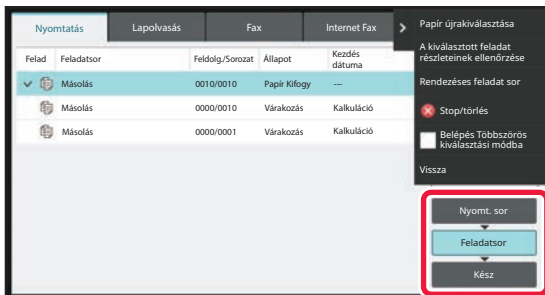 Nyomtatás
Lapolvasás
Fax
Internet Fax
Felad
Feladatsor
Feldolg./Sorozat
Állapot
Kezdés
dátuma
Másolás
0010/0010
Papír Kifogy
---
Másolás
0000/0010
Várakozás
Kalkuláció
Másolás
0000/0001
Várakozás
Kalkuláció
Papír újrakiválasztása
A kiválasztott feladat
részleteinek ellenőrzése
Rendezéses feladat sor
Stop/törlés
Belépés Többszörös
kiválasztási módba
Vissza
Nyomt. sor
Feladatsor
Kész